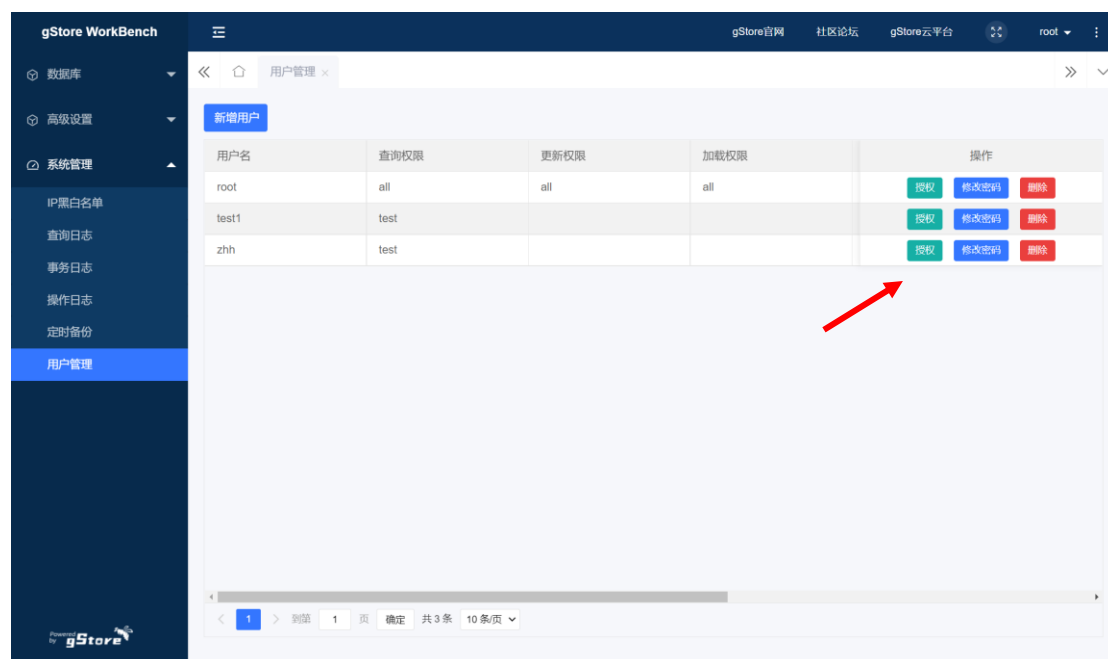 gStore WorkBench
gStore官网 社区论坛 gStore云平台 root
数据库
高级设置
系统管理
IP黑白名单
查询日志
事务日志
操作日志
定时备份
用户管理
用户管理 ×
新增用户
用户名 查询权限 更新权限 加载权限 操作
root all all all 授权 修改密码 删除
test1 test 授权 修改密码 删除
zhh test 授权 修改密码 删除
1 到第 1 页 确定 共 3 条 10 条/页
Powered by gStore